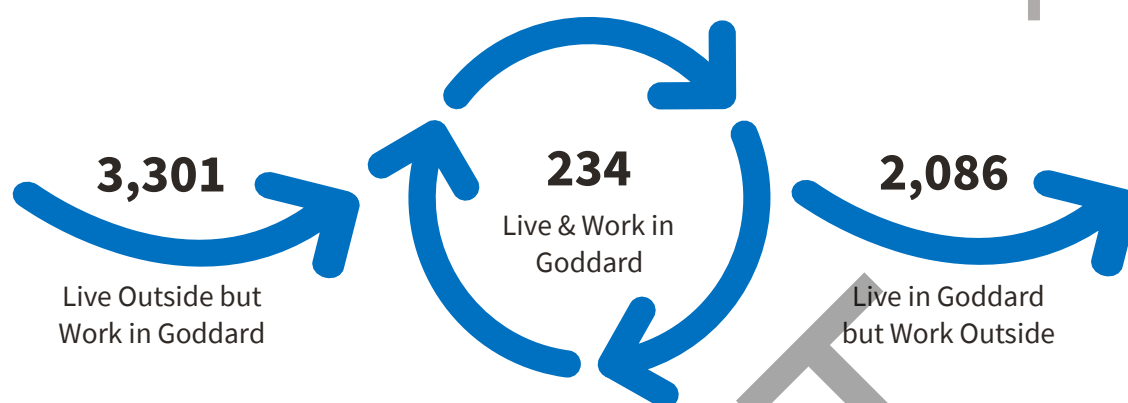 3,301
Live Outside but
Work in Goddard
234
Live & Work in
Goddard
2,086
Live in Goddard
but Work Outside